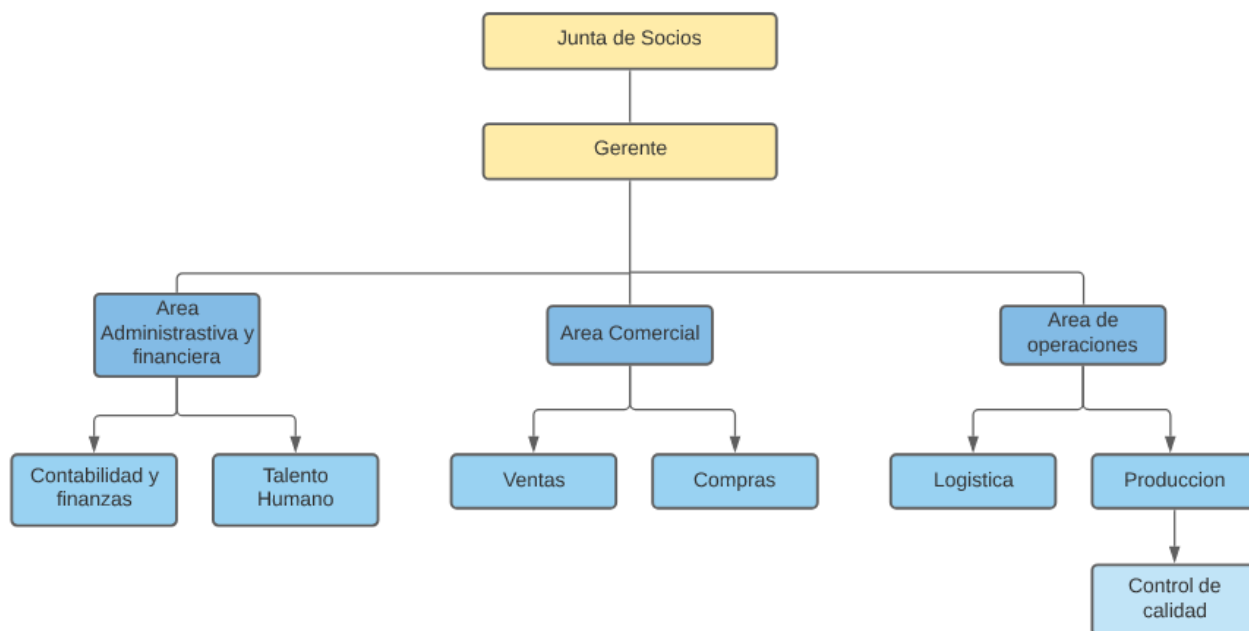 Junta de Socios
Gerente
Area
Administrastiva y
financiera
Area Comercial
Area de
operaciones
Contabilidad y
finanzas
Talento
Humano
Ventas
Compras
Logistica
Produccion
Control de
calidad